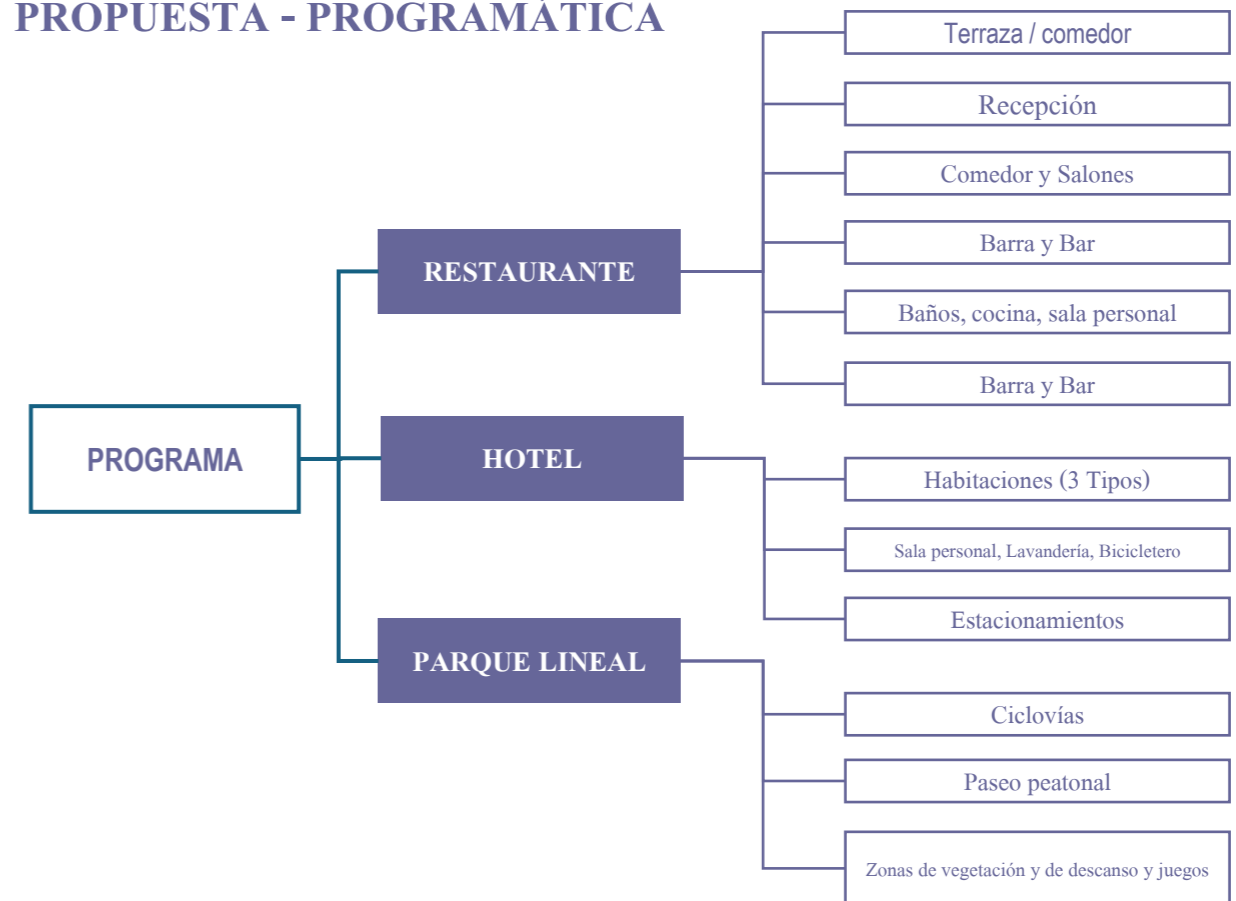 PROPUESTA - PROGRAMÁTICA
PROGRAMA
RESTAURANTE
Terraza / comedor
Recepción
Comedor y Salones
Barra y Bar
Baños, cocina, sala personal
Barra y Bar
HOTEL
Habitaciones (3 Tipos)
Sala personal, Lavandería, Bicicletero
Estacionamientos
PARQUE LINEAL
Ciclovías
Paseo peatonal
Zonas de vegetación y de descanso y juegos